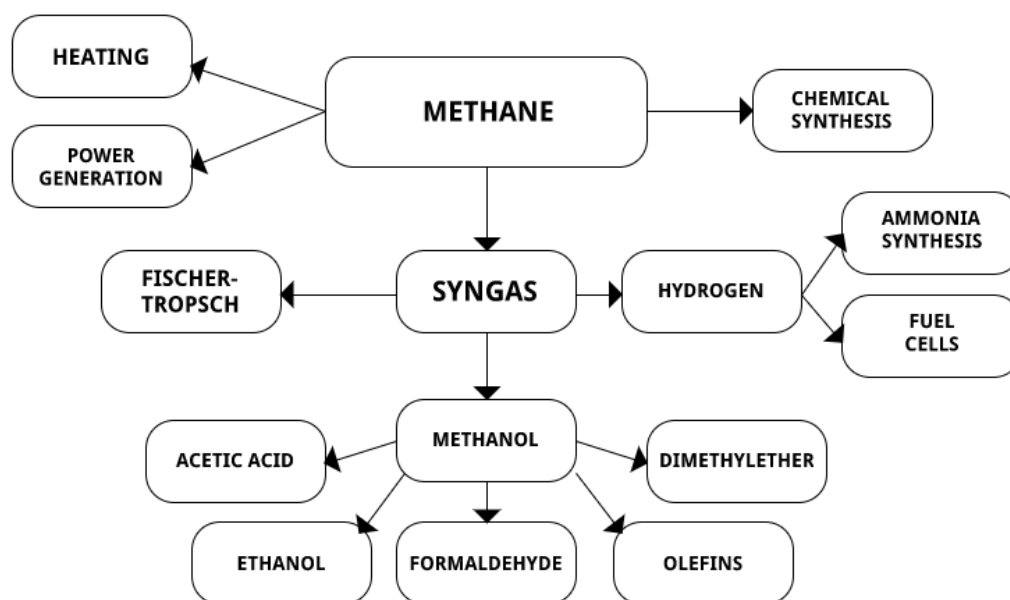 HEATING
METHANE
CHEMICAL
SYNTHESIS
POWER
GENERATION
AMMONIA
SYNTHESIS
FISCHER-
TROPSCH
SYNGAS
HYDROGEN
FUEL
CELLS
METHANOL
ACETIC ACID
DIMETHYLETHER
ETHANOL
FORMALDEHYDE
OLEFINS